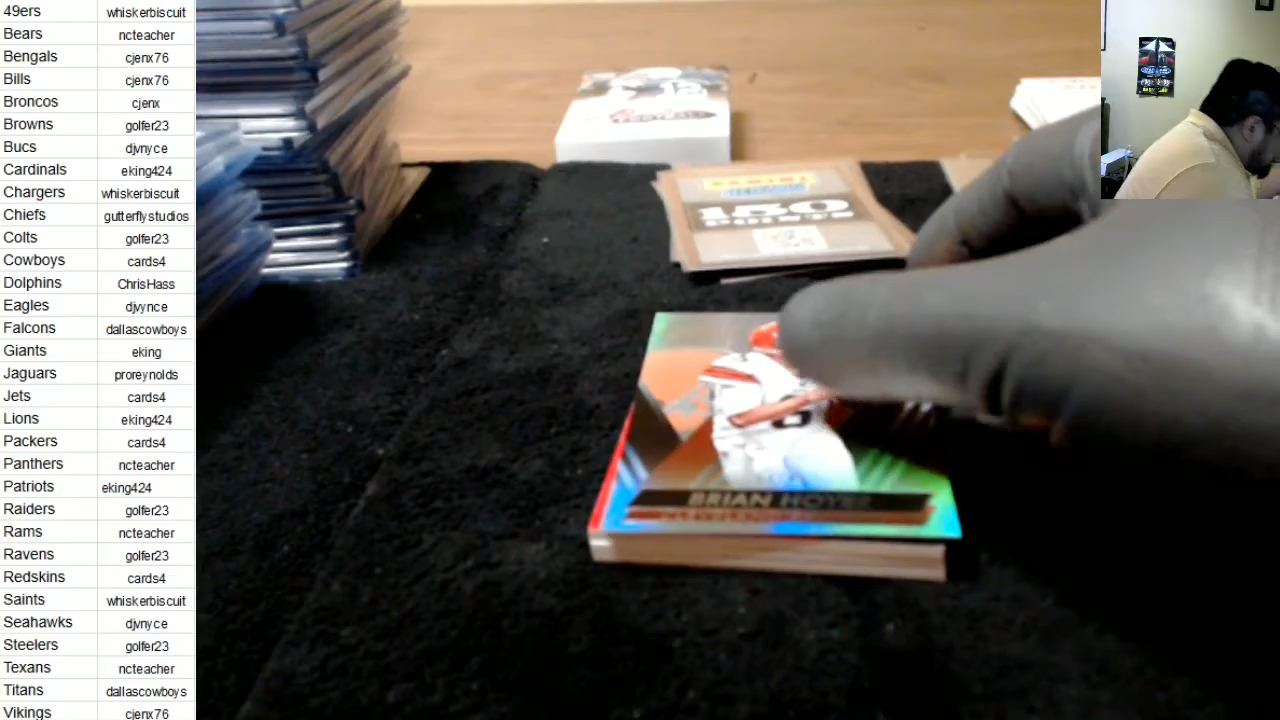 49ers whiskerbiscuit
Bears ncteacher
Bengals cjenx76
Bills cjenx76
Broncos cjenx
Browns golfer23
Bucs djvnyce
Cardinals eking424
Chargers whiskerbiscuit
Chiefs gutterflystudios
Colts golfer23
Cowboys cards4
Dolphins ChrisHass
Eagles djvynce
Falcons dallascowboys
Giants eking
Jaguars proreynolds
Jets cards4
Lions eking424
Packers cards4
Panthers ncteacher
Patriots eking424
Raiders golfer23
Rams ncteacher
Ravens golfer23
Redskins cards4
Saints whiskerbiscuit
Seahawks djvnyce
Steelers golfer23
Texans ncteacher
Titans dallascowboys
Vikings cjenx76
FOOTBALL
PANINI
REWARDS
150
POINTS
BRIAN HOYER